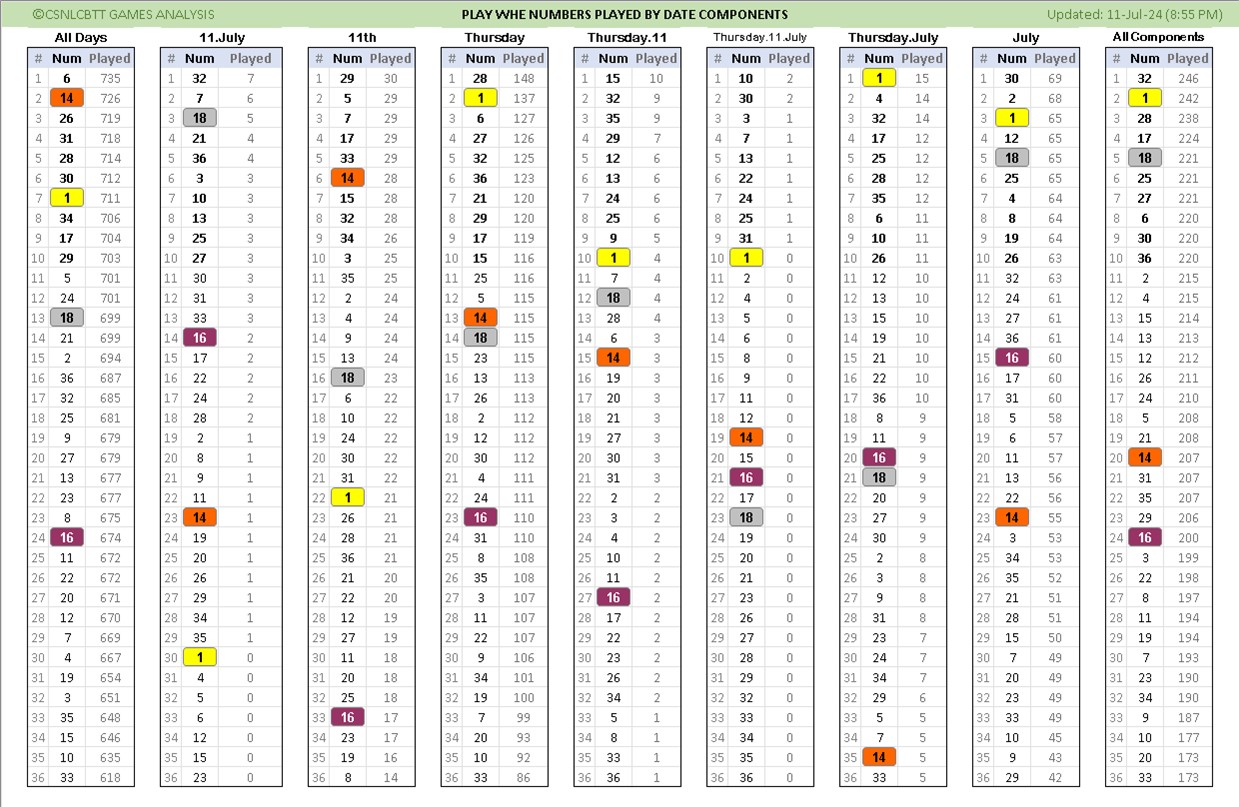 ©CSNLCBTT GAMES ANALYSIS PLAY WHE NUMBERS PLAYED BY DATE COMPONENTS Updated: 11-Jul-24 (8:55 PM)
All Days 11.July 11th Thursday Thursday.11 Thursday.11.July Thursday.July July All Components
# Num Played # Num Played # Num Played # Num Played # Num Played # Num Played # Num Played # Num Played # Num Played
1 6 735 1 32 7 1 29 30 1 28 148 1 15 10 1 10 2 1 1 15 1 30 69 1 32 246
2 14 726 2 7 6 2 5 29 2 1 137 2 32 9 2 30 2 2 4 14 2 2 68 2 1 242
3 26 719 3 18 5 3 7 29 3 6 127 3 35 9 3 3 1 3 32 14 3 1 65 3 28 238
4 31 718 4 21 4 4 17 29 4 27 126 4 29 7 4 7 1 4 17 12 4 12 65 4 17 224
5 28 714 5 36 4 5 33 29 5 32 125 5 12 6 5 13 1 5 25 12 5 18 65 5 18 221
6 30 712 6 3 3 6 14 28 6 36 123 6 13 6 6 22 1 6 28 12 6 25 65 6 25 221
7 1 711 7 10 3 7 15 28 7 21 120 7 24 6 7 24 1 7 35 12 7 4 64 7 27 221
8 34 706 8 13 3 8 32 28 8 29 120 8 25 6 8 25 1 8 6 11 8 8 64 8 6 220
9 17 704 9 25 3 9 34 26 9 17 119 9 9 5 9 31 1 9 10 11 9 19 64 9 30 220
10 29 703 10 27 3 10 3 25 10 15 116 10 1 4 10 1 0 10 26 11 10 26 63 10 36 220
11 5 701 11 30 3 11 35 25 11 25 116 11 7 4 11 2 0 11 12 10 11 32 63 11 2 215
12 24 701 12 31 3 12 2 24 12 5 115 12 18 4 12 4 0 12 13 10 12 24 61 12 4 215
13 18 699 13 33 3 13 4 24 13 14 115 13 28 4 13 5 0 13 15 10 13 27 61 13 15 214
14 21 699 14 16 2 14 9 24 14 18 115 14 6 3 14 6 0 14 19 10 14 36 61 14 13 213
15 2 694 15 17 2 15 13 24 15 23 115 15 14 3 15 8 0 15 21 10 15 16 60 15 12 212
16 36 687 16 22 2 16 18 23 16 13 113 16 19 3 16 9 0 16 22 10 16 17 60 16 26 211
17 32 685 17 24 2 17 6 22 17 26 113 17 20 3 17 11 0 17 36 10 17 31 60 17 24 210
18 25 681 18 28 2 18 10 22 18 2 112 18 21 3 18 12 0 18 8 9 18 5 58 18 5 208
19 9 679 19 2 1 19 24 22 19 12 112 19 27 3 19 14 0 19 11 9 19 6 57 19 21 208
20 27 679 20 8 1 20 30 22 20 30 112 20 30 3 20 15 0 20 16 9 20 11 57 20 14 207
21 13 677 21 9 1 21 31 22 21 4 111 21 31 3 21 16 0 21 18 9 21 13 56 21 31 207
22 23 677 22 11 1 22 1 21 22 24 111 22 2 2 22 17 0 22 20 9 22 22 56 22 35 207
23 8 675 23 14 1 23 26 21 23 16 110 23 3 2 23 18 0 23 27 9 23 14 55 23 29 206
24 16 674 24 19 1 24 28 21 24 31 110 24 4 2 24 19 0 24 30 9 24 3 53 24 16 200
25 11 672 25 20 1 25 36 21 25 8 108 25 10 2 25 20 0 25 2 8 25 34 53 25 3 199
26 22 672 26 26 1 26 21 20 26 35 108 26 11 2 26 21 0 26 3 8 26 35 52 26 22 198
27 20 671 27 29 1 27 22 20 27 3 107 27 16 2 27 23 0 27 9 8 27 21 51 27 8 197
28 12 670 28 34 1 28 12 19 28 11 107 28 17 2 28 26 0 28 31 8 28 28 51 28 11 194
29 7 669 29 35 1 29 27 19 29 22 107 29 22 2 29 27 0 29 23 7 29 15 50 29 19 194
30 4 667 30 1 0 30 11 18 30 9 106 30 23 2 30 28 0 30 24 7 30 7 49 30 7 193
31 19 654 31 4 0 31 20 18 31 34 101 31 26 2 31 29 0 31 34 7 31 20 49 31 23 190
32 3 651 32 5 0 32 25 18 32 19 100 32 34 2 32 32 0 32 29 6 32 23 49 32 34 190
33 35 648 33 6 0 33 16 17 33 7 99 33 5 1 33 33 0 33 5 5 33 33 49 33 9 187
34 15 646 34 12 0 34 23 17 34 20 93 34 8 1 34 34 0 34 7 5 34 10 45 34 10 177
35 10 635 35 15 0 35 19 16 35 10 92 35 33 1 35 35 0 35 14 5 35 9 43 35 20 173
36 33 618 36 23 0 36 8 14 36 33 86 36 36 1 36 36 0 36 33 5 36 29 42 36 33 173